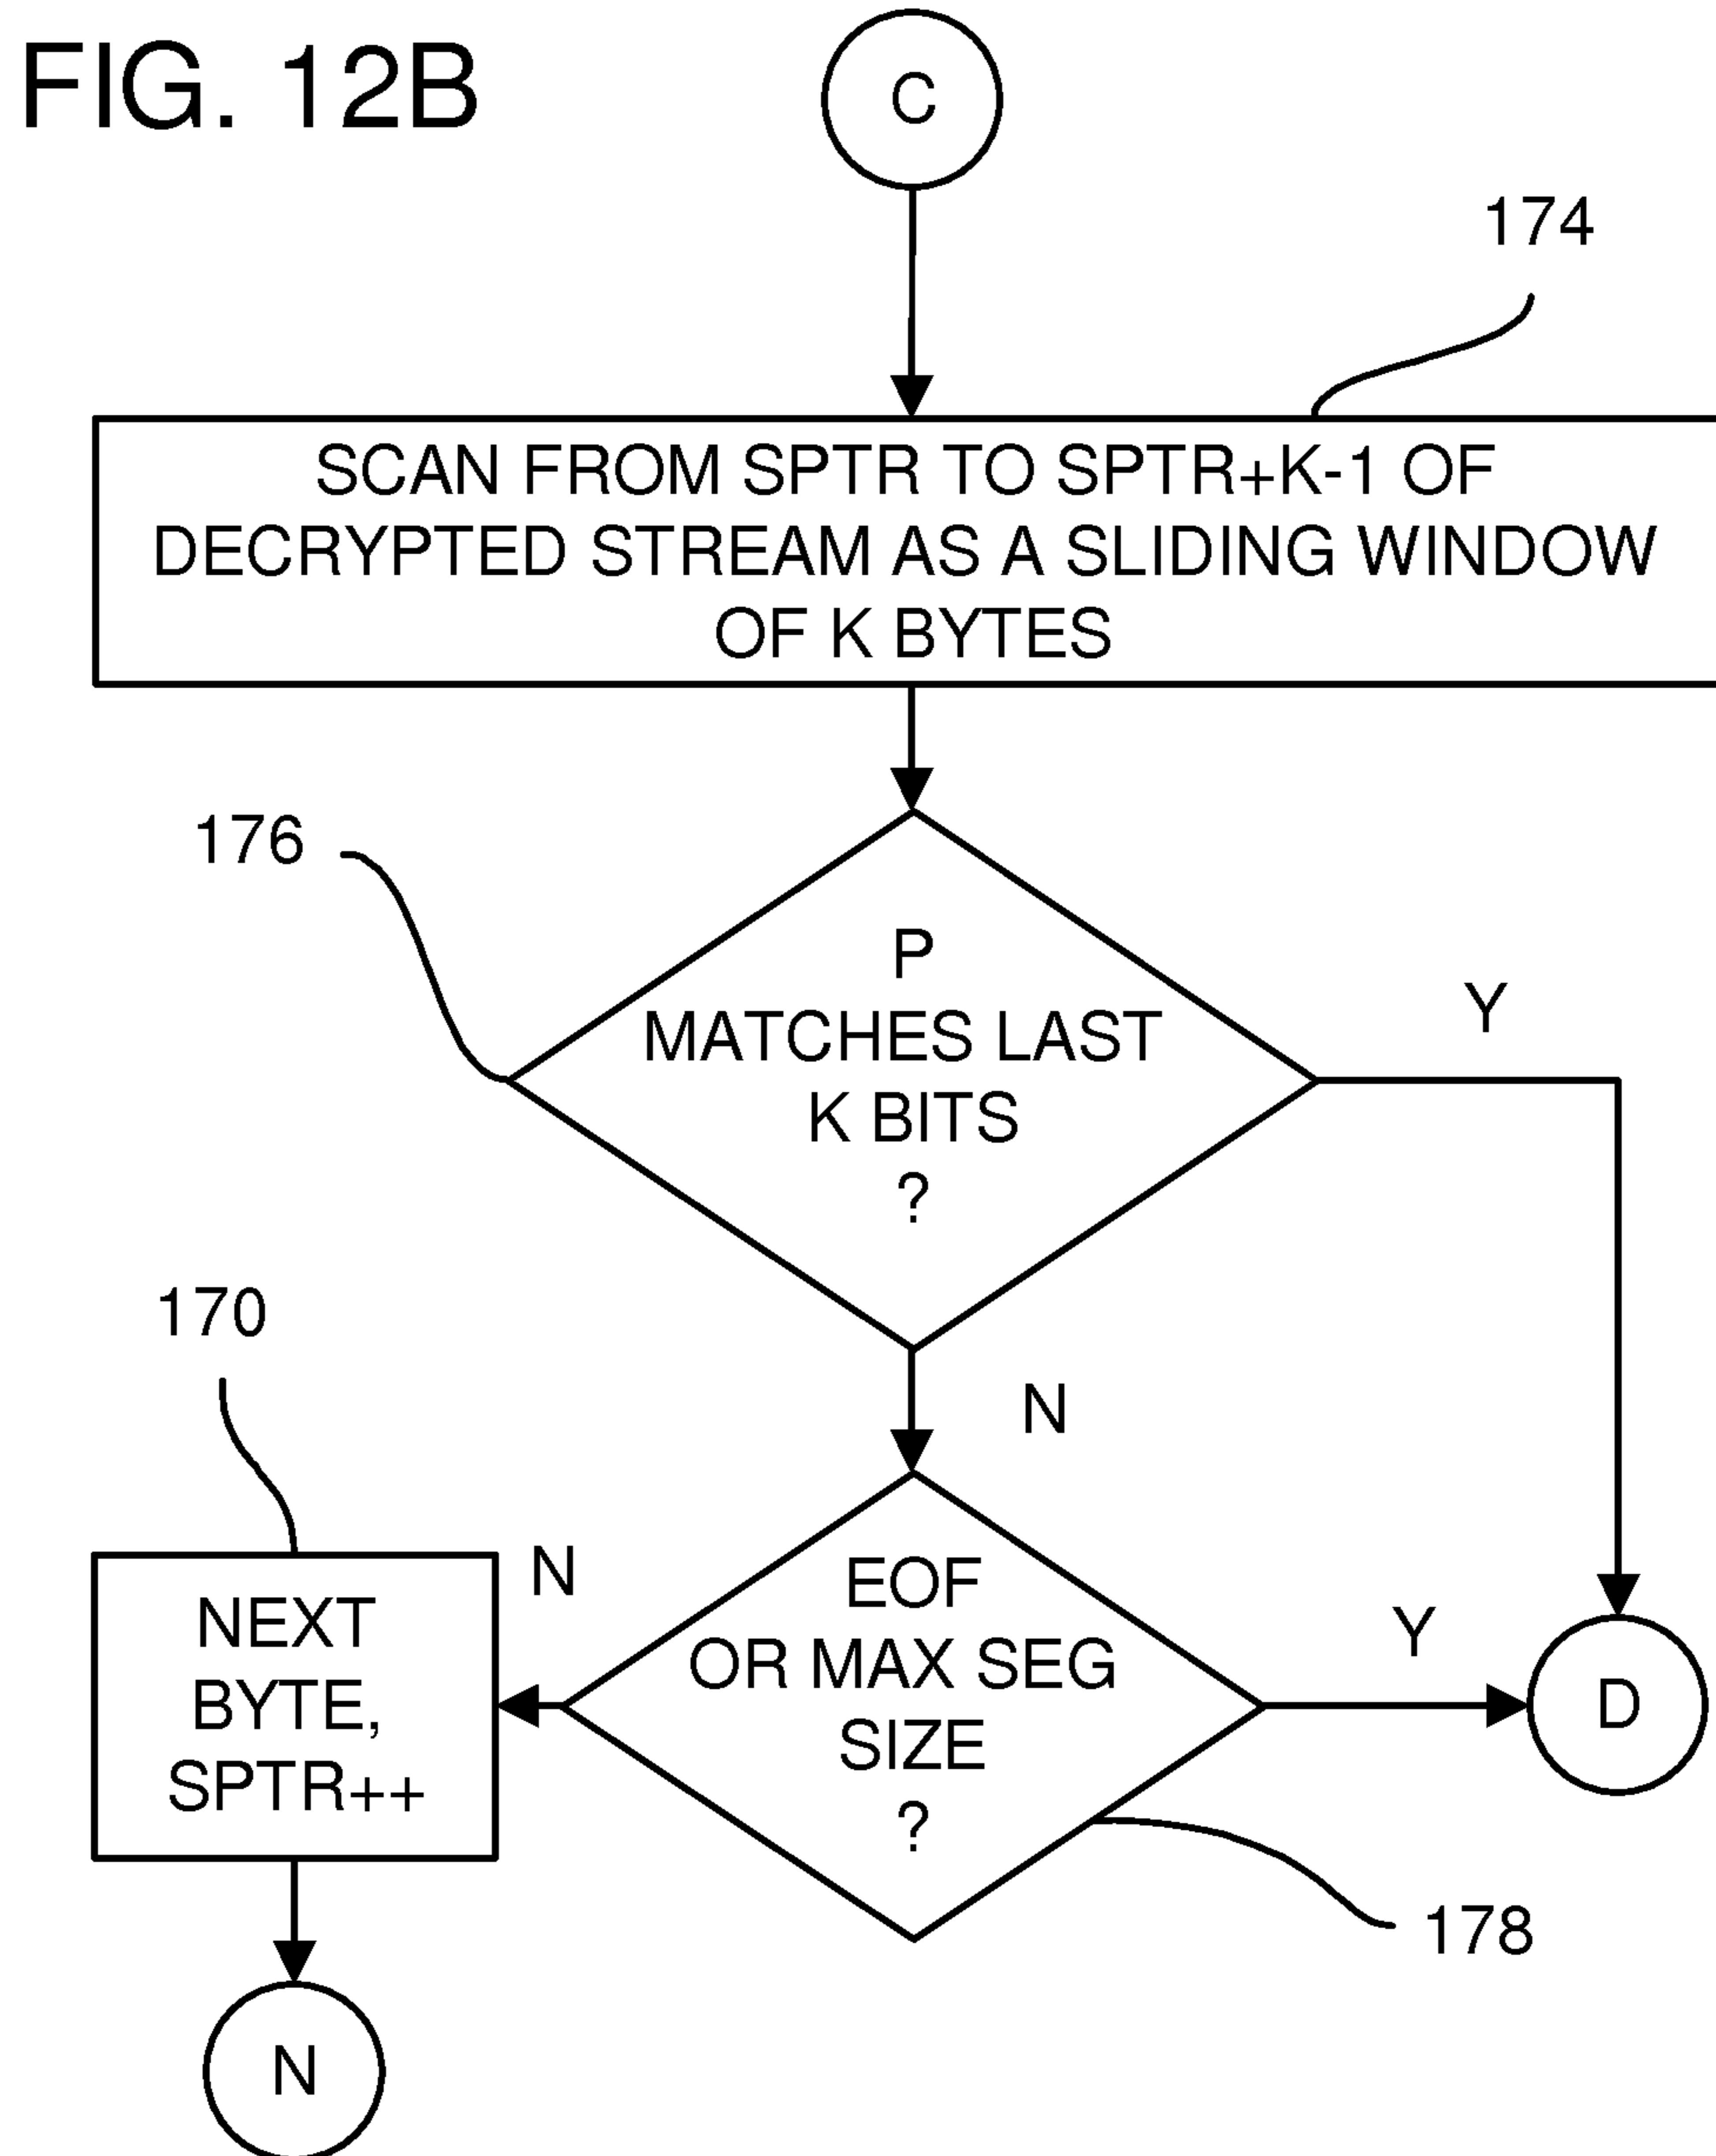 FIG. 12B
C
174
SCAN FROM SPTR TO SPTR+K-1 OF
DECRYPTED STREAM AS A SLIDING WINDOW
OF K BYTES
176
P
MATCHES LAST
K BITS
?
Y
N
170
NEXT
BYTE,
SPTR++
N
EOF
OR MAX SEG
SIZE
?
Y
D
178
N